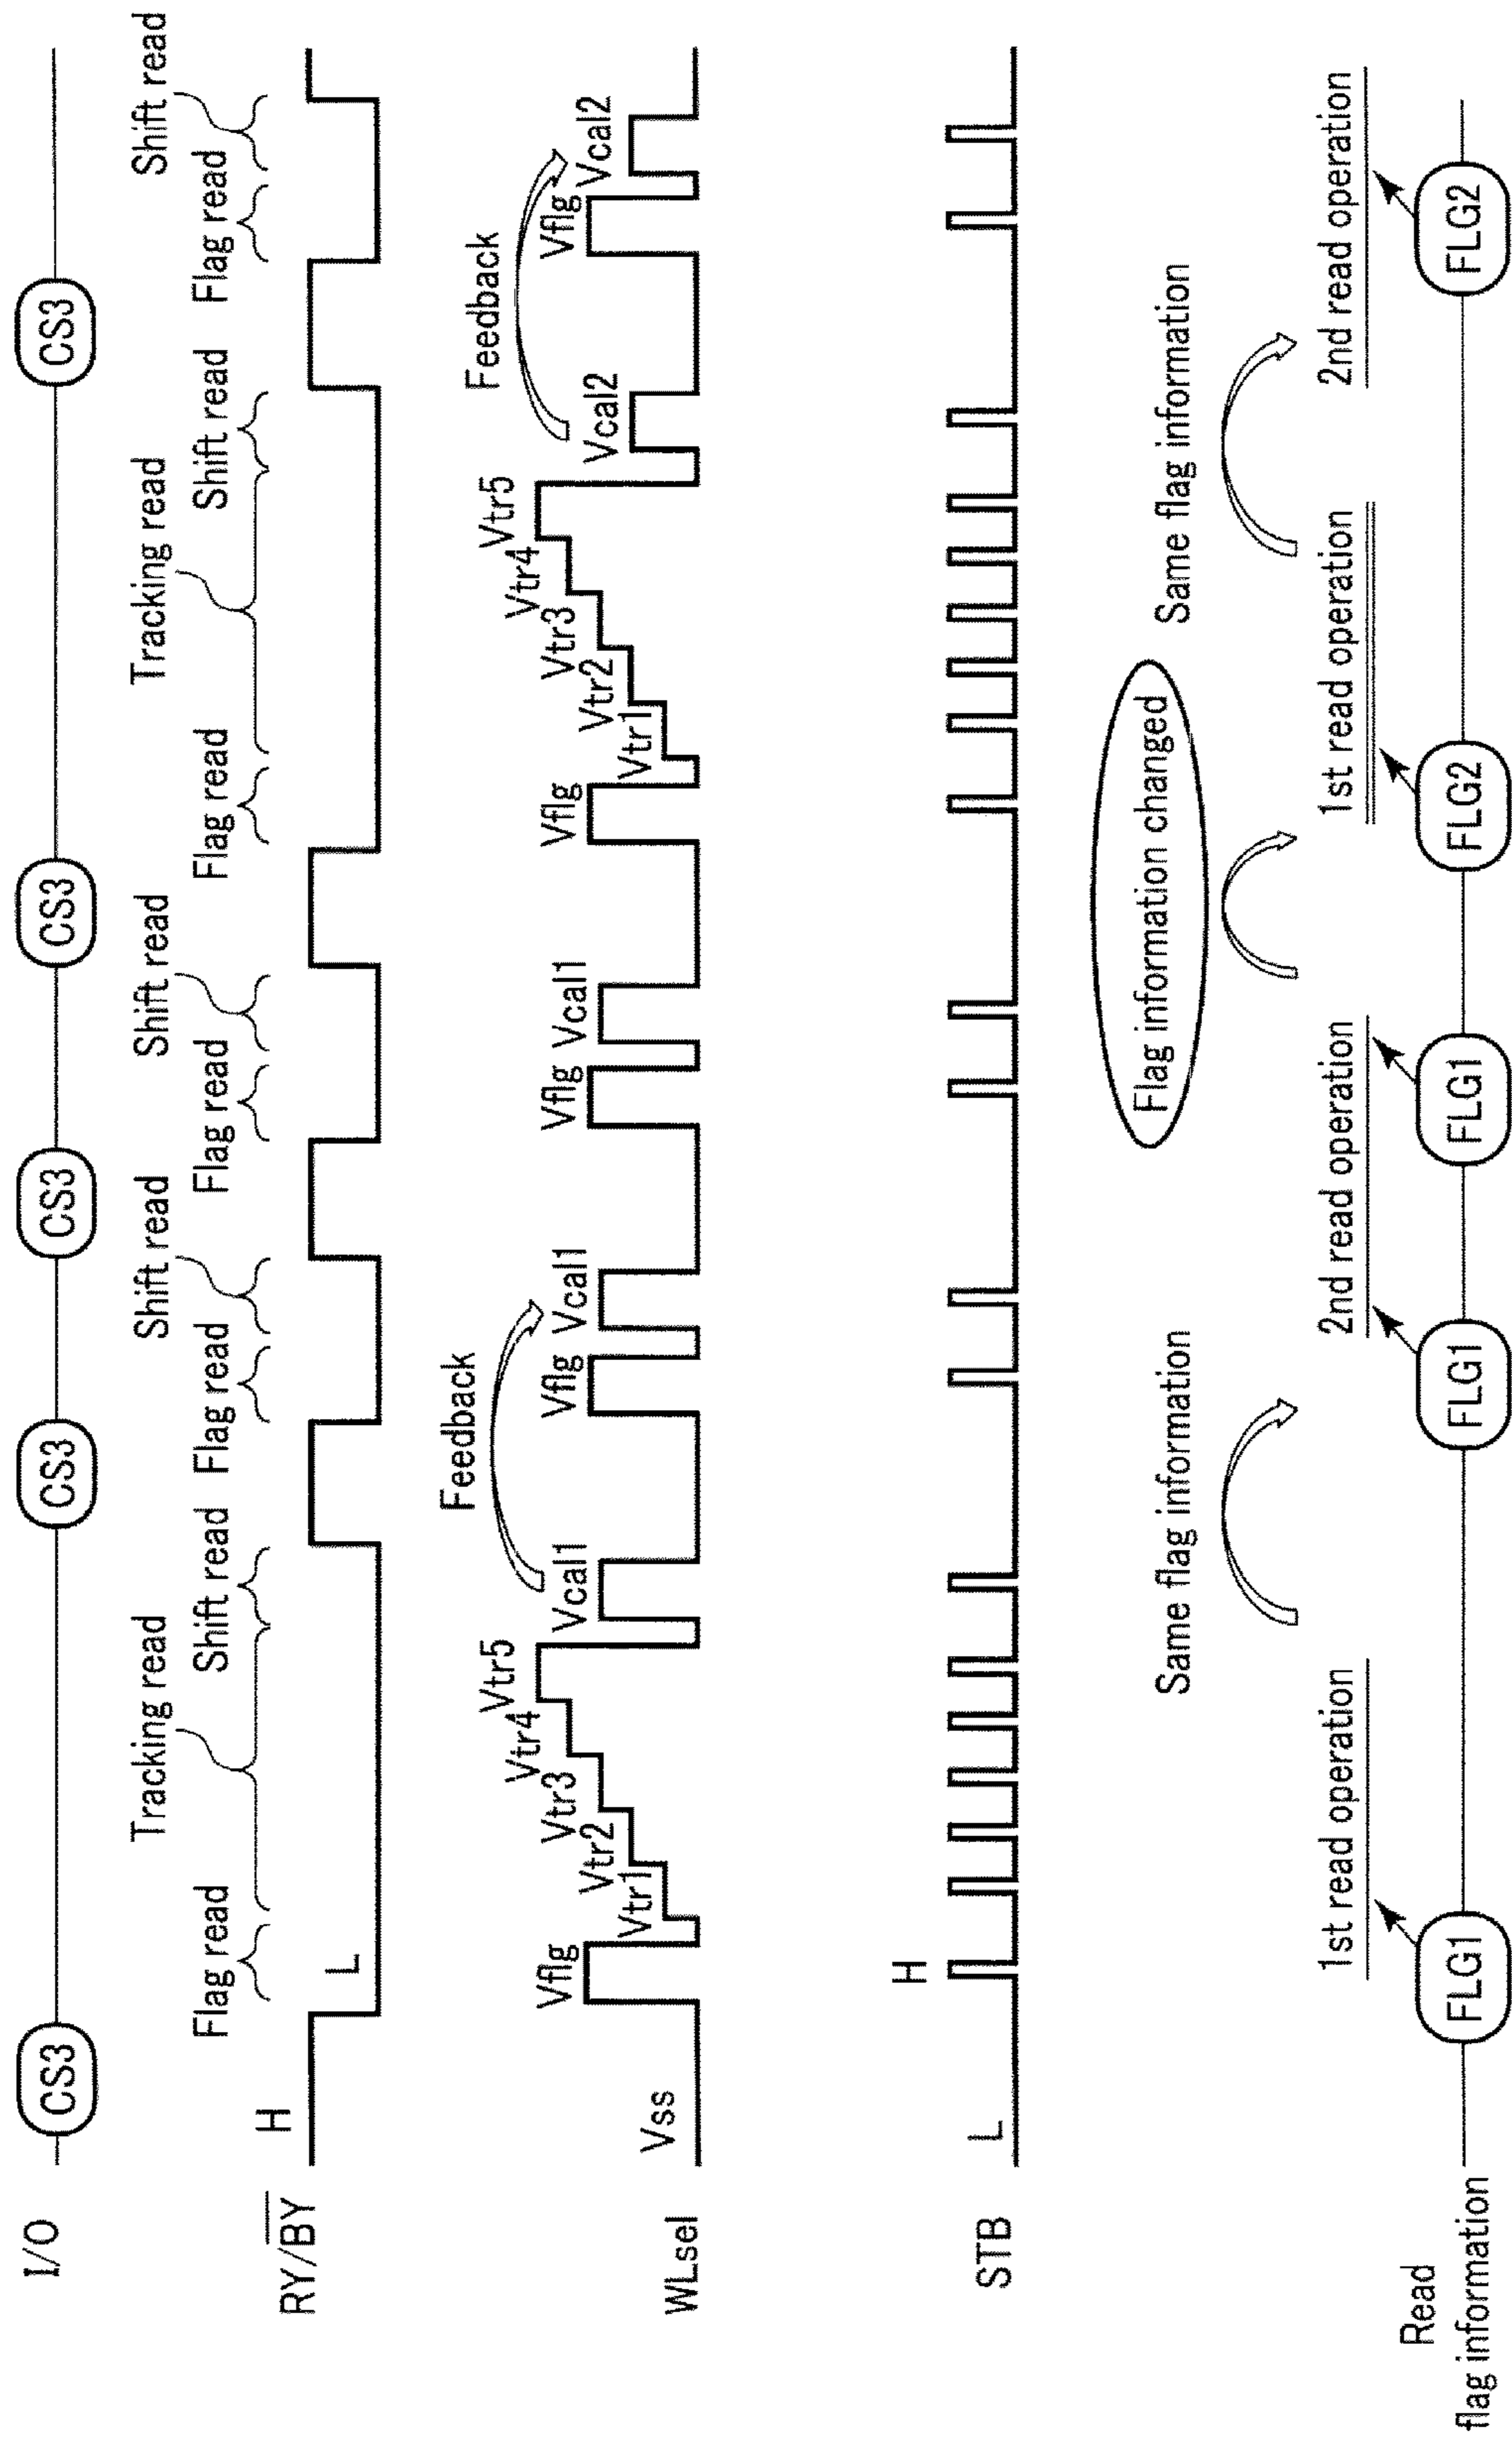 I/O
CS3
CS3
CS3
CS3
CS3
Tracking read
Shift read
Shift read
Tracking read
Shift read
Flag read
Shift read
Flag read
Flag read
Flag read
Shift read
Flag read
RY/BY
H
L
Feedback
Feedback
Vflg
Vtr1
Vtr2
Vtr3
Vtr4
Vtr5
Vcal1
Vflg
Vcal1
Vflg
Vcal1
Vflg
Vtr1
Vtr2
Vtr3
Vtr4
Vtr5
Vcal2
Vflg
Vcal2
WLsel
Vss
STB
L
H
Flag information changed
Same flag information
Same flag information
1st read operation
2nd read operation
2nd read operation
1st read operation
2nd read operation
Read
flag information
FLG1
FLG1
FLG1
FLG2
FLG2